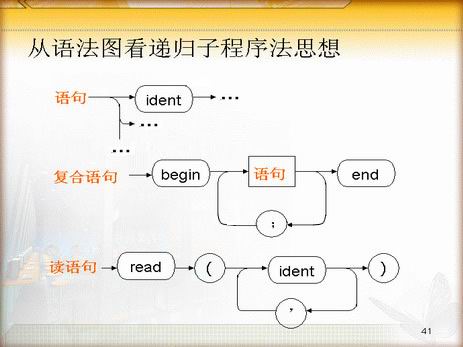 从语法图看递归子程序法思想
语句 ident …
…
…
复合语句 begin 语句 end
;
读语句 read ( ident )
,
41